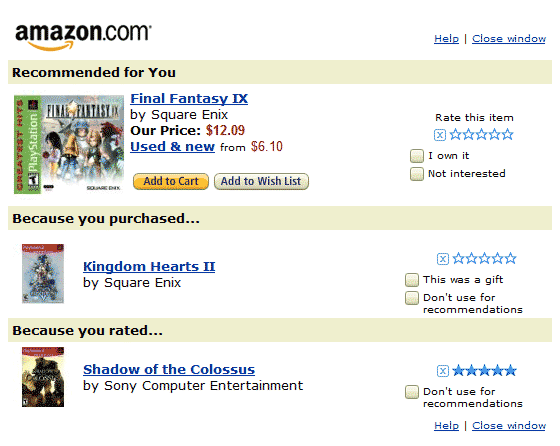 amazon.com
Help | Close window
Recommended for You
GREATEST HITS
PlayStation
FINAL FANTASY IX
SQUARE ENIX
Final Fantasy IX
by Square Enix
Our Price: $12.09
Used & new from $6.10
Add to Cart
Add to Wish List
Rate this item
I own it
Not interested
Because you purchased...
Kingdom Hearts II
by Square Enix
This was a gift
Don't use for
recommendations
Because you rated...
Shadow of the Colossus
by Sony Computer Entertainment
Don't use for
recommendations
Help | Close window